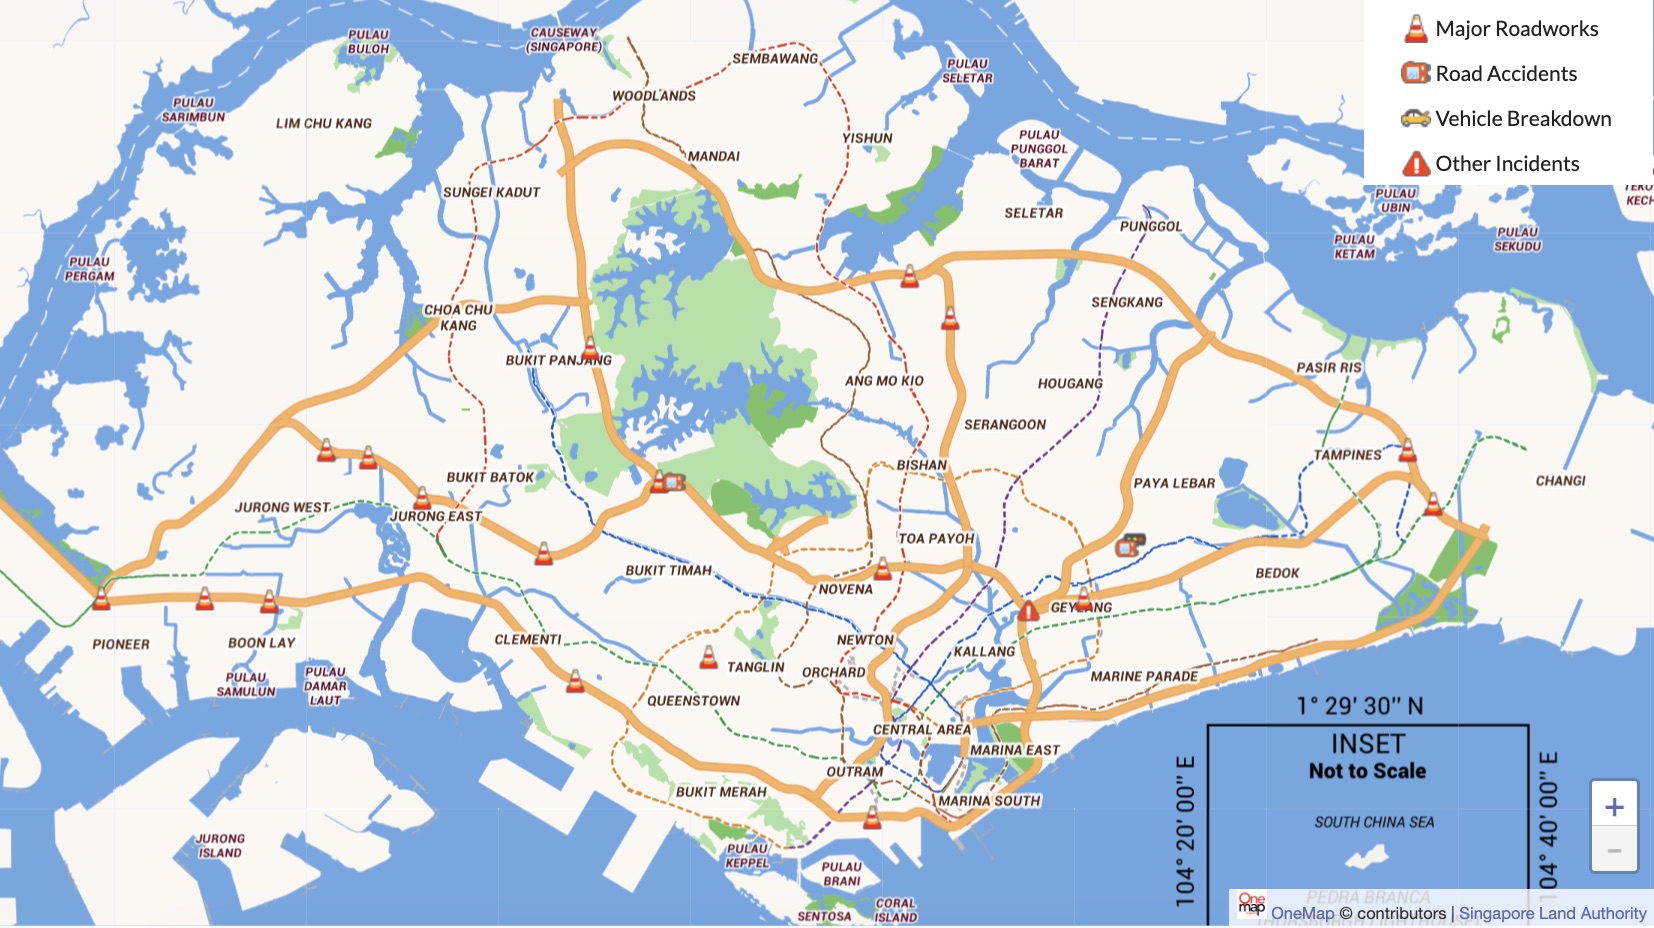 Major Roadworks
Road Accidents
Vehicle Breakdown
Other Incidents
PULAU
BULOH
CAUSEWAY
(SINGAPORE)
SEMBAWANG
PULAU
SELETAR
WOODLANDS
PULAU
SARIMBUN
LIM CHU KANG
YISHUN
PULAU
PUNGGOL
BARAT
MANDAI
SUNGEI KADUT
PULAU
UBIN
KECH
SELETAR
PUNGGOL
PULAU
KETAM
PULAU
SEKUDU
PULAU
PERGAM
CHOA CHU
KANG
SENGKANG
BUKIT PANJANG
PASIR RIS
ANG MO KIO
HOUGANG
SERANGOON
TAMPINES
BISHAN
BUKIT BATOK
PAYA LEBAR
CHANGI
JURONG WEST
JURONG EAST
TOA PAYOH
BUKIT TIMAH
BEDOK
NOVENA
GEYLANG
PIONEER
BOON LAY
CLEMENTI
NEWTON
KALLANG
TANGLIN
ORCHARD
MARINE PARADE
PULAU
SAMULUN
PULAU
DAMAR
LAUT
QUEENSTOWN
1° 29' 30" N
CENTRAL AREA
MARINA EAST
INSET
Not to Scale
OUTRAM
BUKIT MERAH
MARINA SOUTH
104° 20' 00" E
104° 40' 00" E
SOUTH CHINA SEA
JURONG
ISLAND
PULAU
KEPPEL
PULAU
BRANI
SENTOSA
CORAL
ISLAND
+
−
PEDRA BRANCA
One
map
OneMap © contributors | Singapore Land Authority